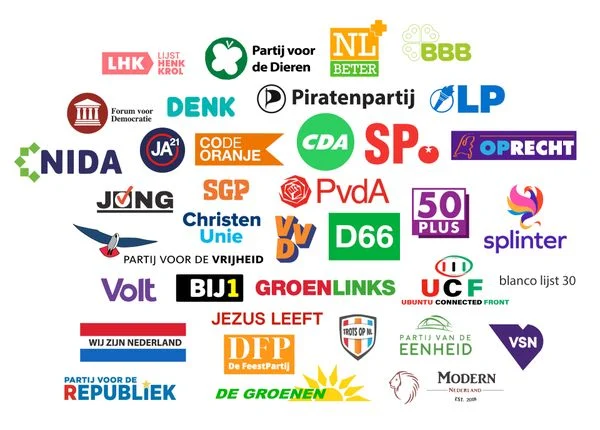 LHK LIJST
HENK
KROL
Partij voor
de Dieren
NL
BETER
BBB
Forum voor
Democratie
DENK
Piratenpartij
LP
NIDA
JA21
CODE
ORANJE
CDA
SP
OPRECHT
JONG
SGP
PvdA
50
PLUS
splinter
PARTIJ VOOR DE VRIJHEID
Christen
Unie
VVD
D66
Volt
BIJ1
GROENLINKS
UCF
UBUNTU CONNECTED FRONT
blanco lijst 30
WIJ ZIJN NEDERLAND
JEZUS LEEFT
DFP
De FeestPartij
TROTS OP NL
PARTIJ VAN DE
EENHEID
VSN
PARTIJ VOOR DE
REPUBLIEK
DE GROENEN
MODERN
NEDERLAND
EST. 2018